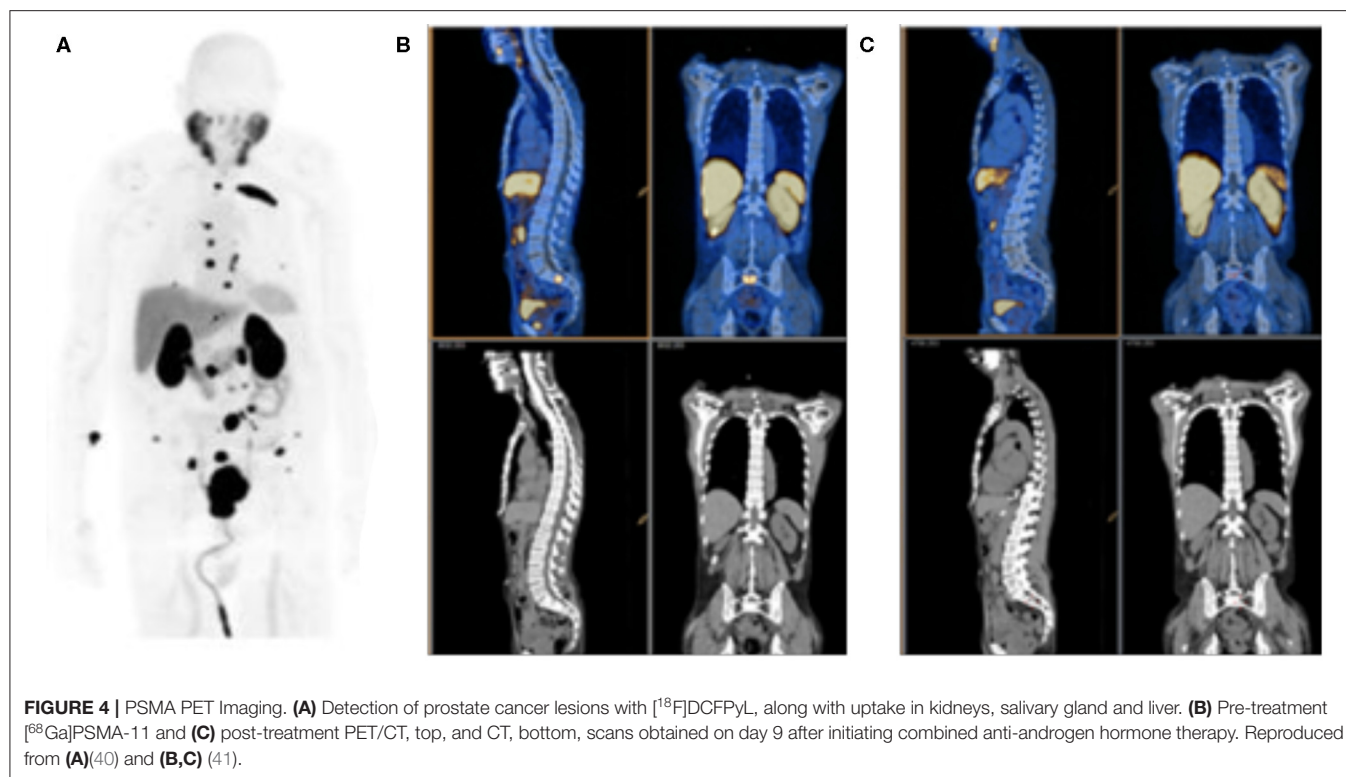 A
B
C
FIGURE 4 | PSMA PET Imaging. (A) Detection of prostate cancer lesions with [18F]DCFPyL, along with uptake in kidneys, salivary gland and liver. (B) Pre-treatment
[68Ga]PSMA-11 and (C) post-treatment PET/CT, top, and CT, bottom, scans obtained on day 9 after initiating combined anti-androgen hormone therapy. Reproduced
from (A)(40) and (B,C) (41).